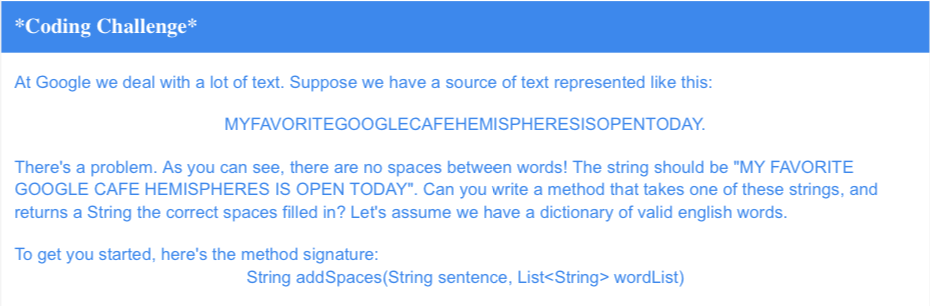 *Coding Challenge*
At Google we deal with a lot of text. Suppose we have a source of text represented like this:
MYFAVORITEGOOGLECAFEHEMISPHERESISOPENTODAY.
There's a problem. As you can see, there are no spaces between words! The string should be "MY FAVORITE
GOOGLE CAFE HEMISPHERES IS OPEN TODAY". Can you write a method that takes one of these strings, and
returns a String the correct spaces filled in? Let's assume we have a dictionary of valid english words.
To get you started, here's the method signature:
String addSpaces(String sentence, List<String> wordList)